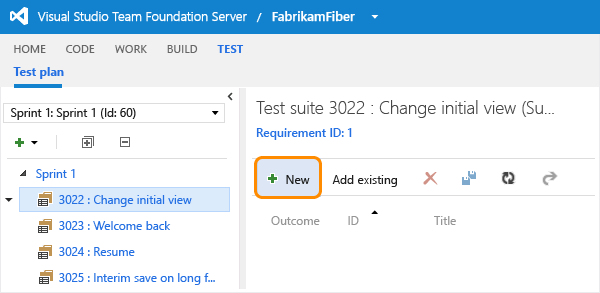 Visual Studio Team Foundation Server / FabrikamFiber
HOME CODE WORK BUILD TEST
Test plan
Sprint 1: Sprint 1 (Id: 60)
Sprint 1
3022 : Change initial view
3023 : Welcome back
3024 : Resume
3025 : Interim save on long f...
Test suite 3022 : Change initial view (Su...
Requirement ID: 1
New Add existing
Outcome ID Title